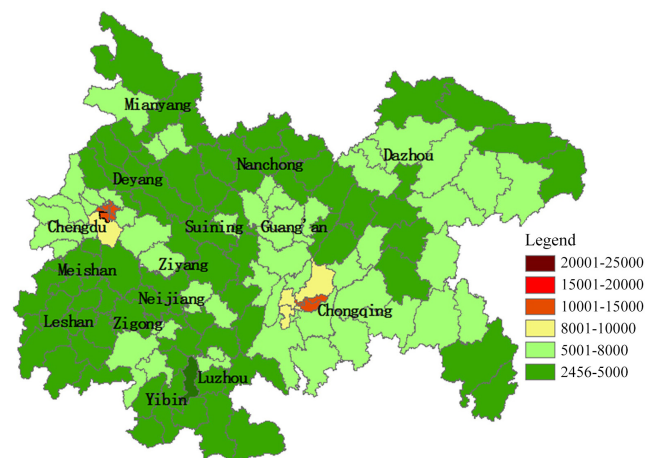 Mianyang
Dazhou
Nanchong
Deyang
Chengdu
Suining
Guang'an
Ziyang
Meishan
Neijiang
Leshan
Zigong
Chongqing
Luzhou
Yibin
Legend
20001-25000
15001-20000
10001-15000
8001-10000
5001-8000
2456-5000